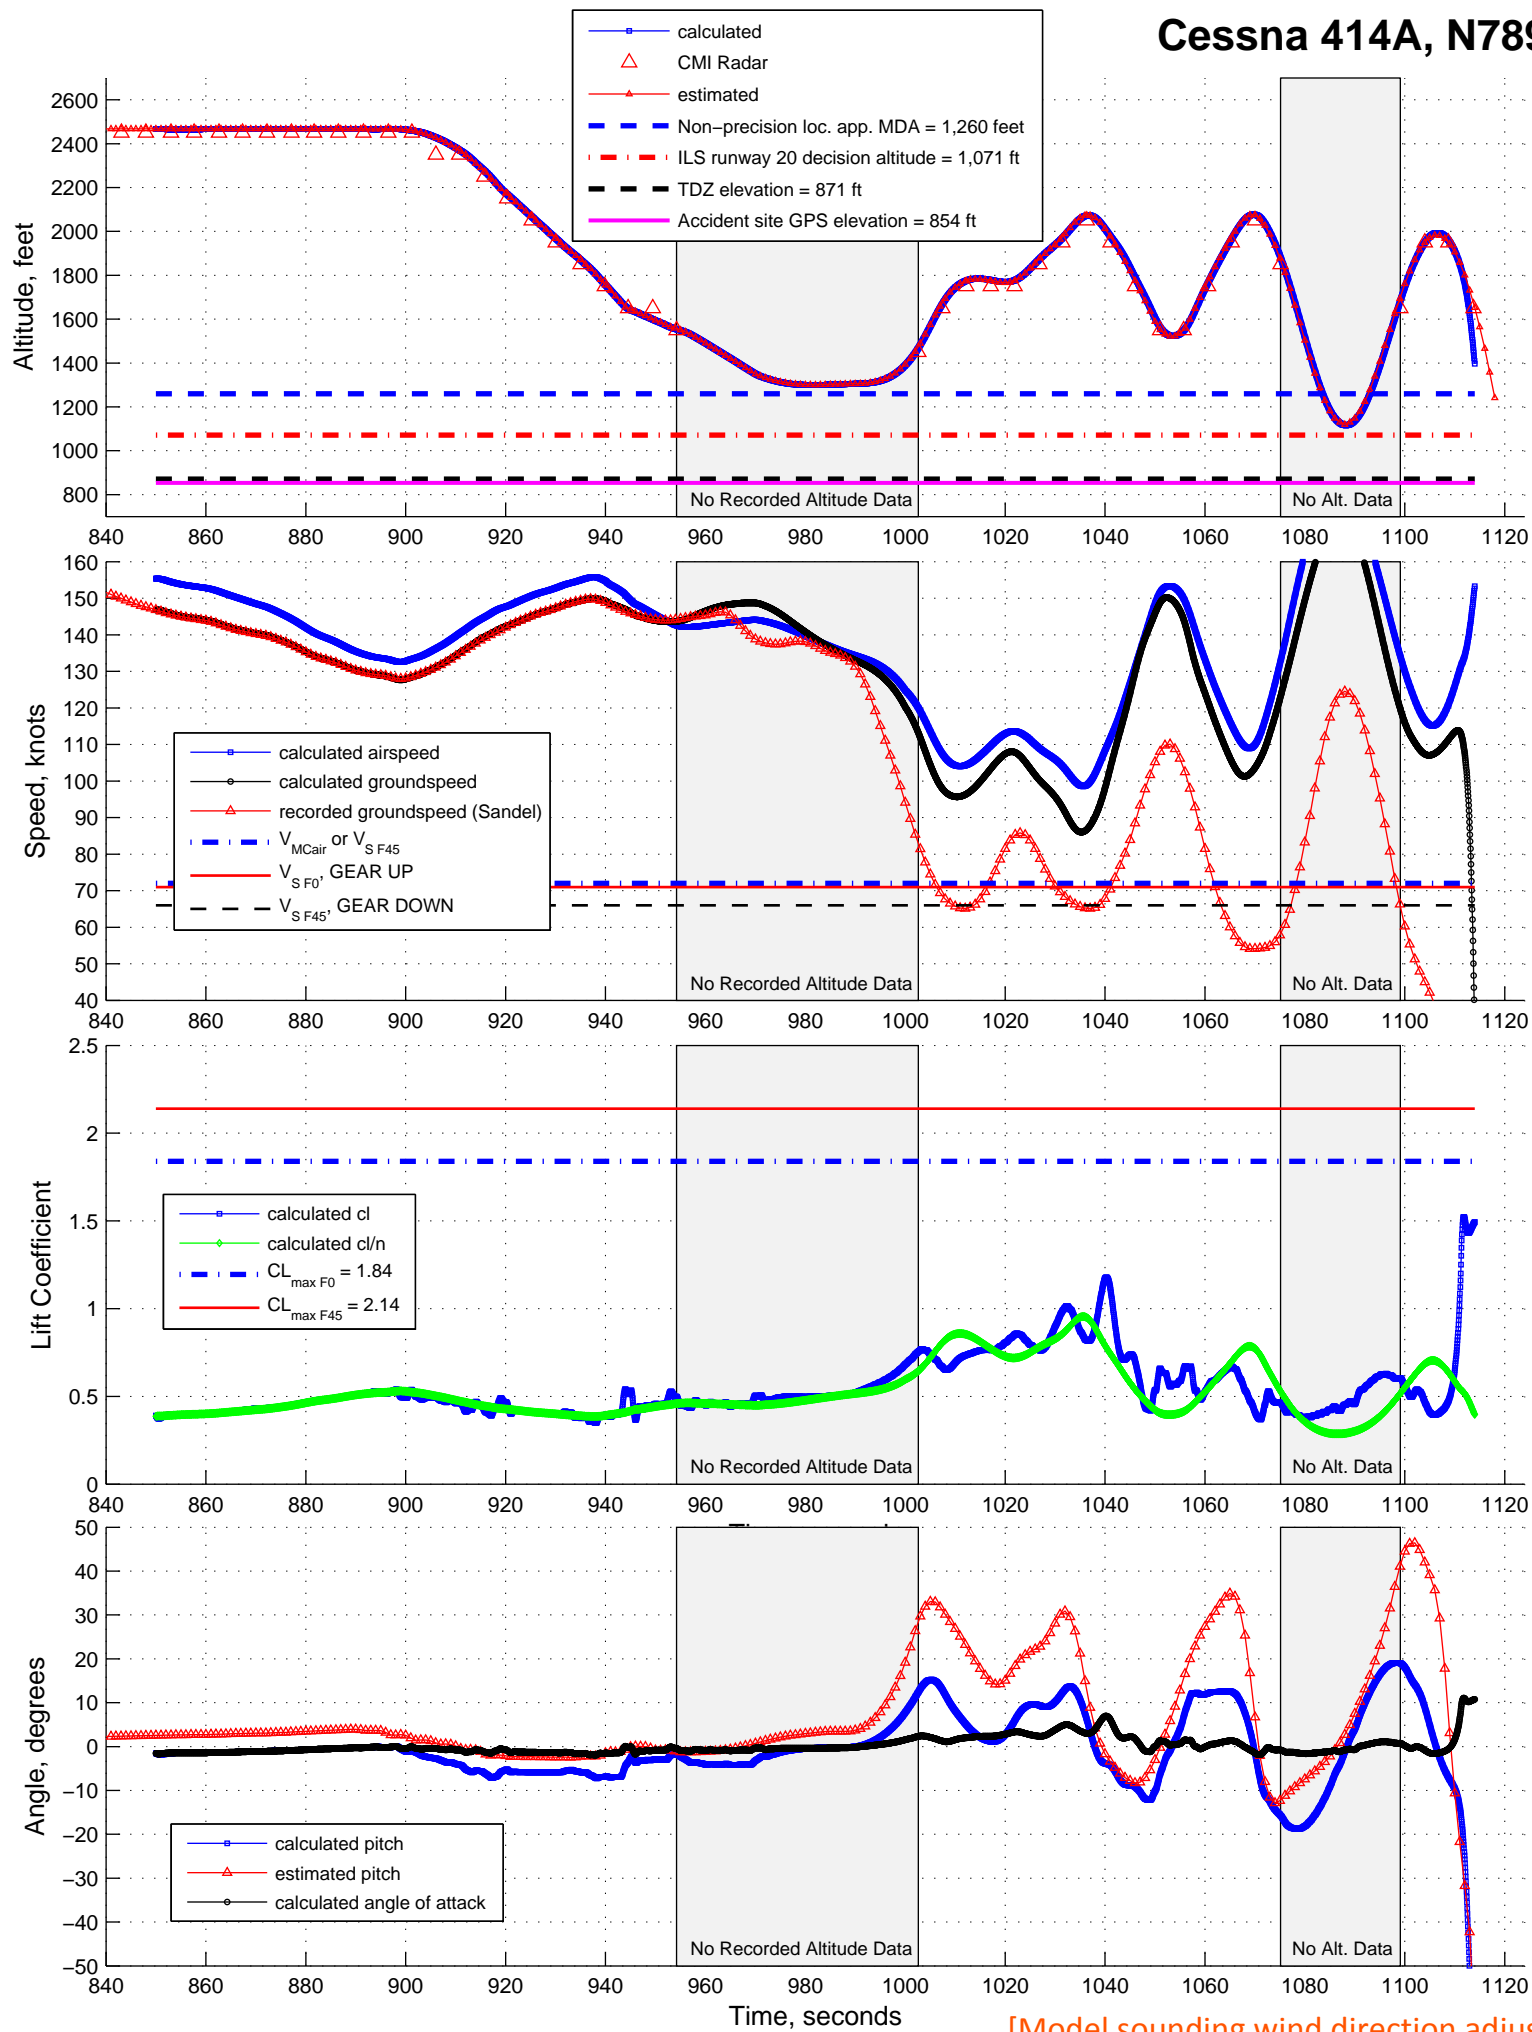 Cessna 414A, N789
calculated
CMI Radar
estimated
Non−precision loc. app. MDA = 1,260 feet
ILS runway 20 decision altitude = 1,071 ft
TDZ elevation = 871 ft
Accident site GPS elevation = 854 ft
Altitude, feet
2600
2400
2200
2000
1800
1600
1400
1200
1000
800
No Recorded Altitude Data
No Alt. Data
840 860 880 900 920 940 960 980 1000 1020 1040 1060 1080 1100 1120
Speed, knots
160
150
140
130
120
110
100
90
80
70
60
50
40
calculated airspeed
calculated groundspeed
recorded groundspeed (Sandel)
VMCair or VS F45
VS F0, GEAR UP
VS F45, GEAR DOWN
No Recorded Altitude Data
No Alt. Data
840 860 880 900 920 940 960 980 1000 1020 1040 1060 1080 1100 1120
Lift Coefficient
2.5
2
1.5
1
0.5
0
calculated cl
calculated cl/n
CLmax F0 = 1.84
CLmax F45 = 2.14
No Recorded Altitude Data
No Alt. Data
840 860 880 900 920 940 960 980 1000 1020 1040 1060 1080 1100 1120
Angle, degrees
50
40
30
20
10
0
−10
−20
−30
−40
−50
calculated pitch
estimated pitch
calculated angle of attack
No Recorded Altitude Data
No Alt. Data
840 860 880 900 920 940 960 980 1000 1020 1040 1060 1080 1100 1120
Time, seconds
[Model sounding wind direction adjus